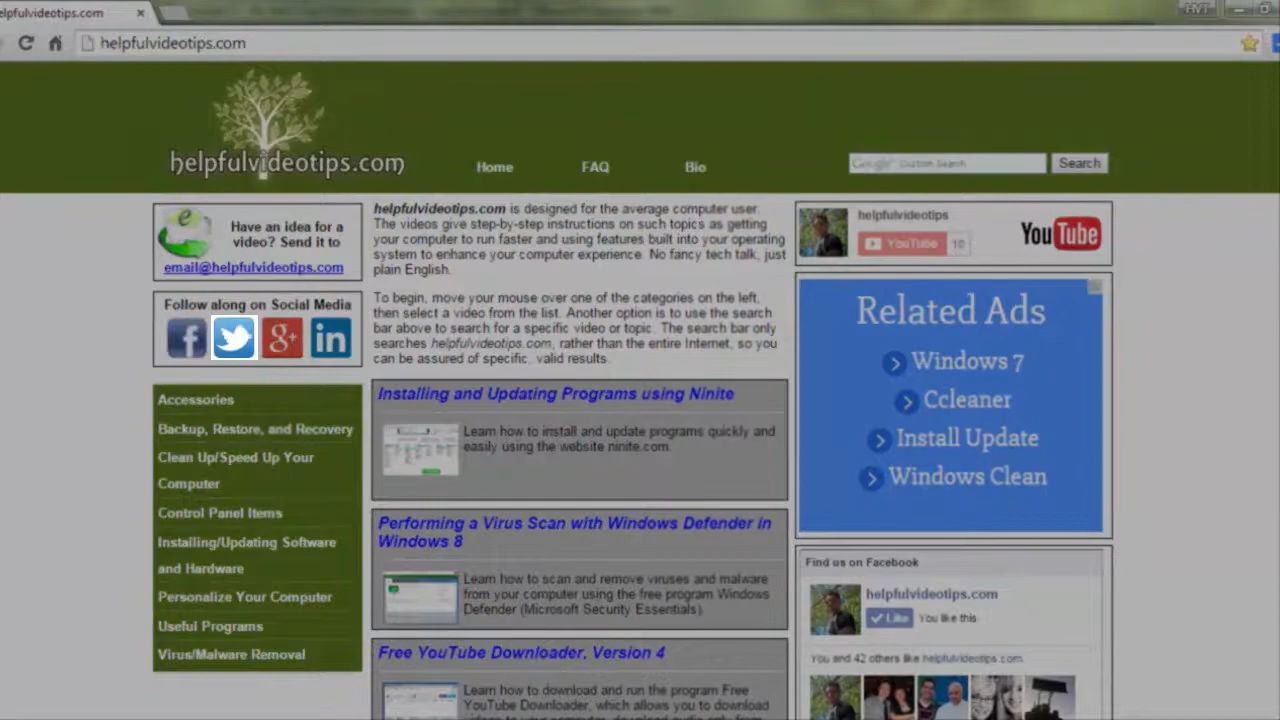 elpfulvideotips.com
HVT
helpfulvideotips.com
helpfulvideotips.com
Home
FAQ
Bio
Google Custom Search
Search
Have an idea for a
video? Send it to
email@helpfulvideotips.com
Follow along on Social Media
Accessories
Backup, Restore, and Recovery
Clean Up/Speed Up Your
Computer
Control Panel Items
Installing/Updating Software
and Hardware
Personalize Your Computer
Useful Programs
Virus/Malware Removal
helpfulvideotips.com is designed for the average computer user.
The videos give step-by-step instructions on such topics as getting
your computer to run faster and using features built into your operating
system to enhance your computer experience. No fancy tech talk, just
plain English.
To begin, move your mouse over one of the categories on the left,
then select a video from the list. Another option is to use the search
bar above to search for a specific video or topic. The search bar only
searches helpfulvideotips.com, rather than the entire Internet, so you
can be assured of specific, valid results.
Installing and Updating Programs using Ninite
Learn how to install and update programs quickly and
easily using the website ninite.com.
Performing a Virus Scan with Windows Defender in
Windows 8
Learn how to scan and remove viruses and malware
from your computer using the free program Windows
Defender (Microsoft Security Essentials).
Free YouTube Downloader, Version 4
Learn how to download and run the program Free
YouTube Downloader, which allows you to download
helpfulvideotips
YouTube 10
YouTube
Related Ads
Windows 7
Ccleaner
Install Update
Windows Clean
Find us on Facebook
helpfulvideotips.com
Like You like this.
You and 42 others like helpfulvideotips.com.